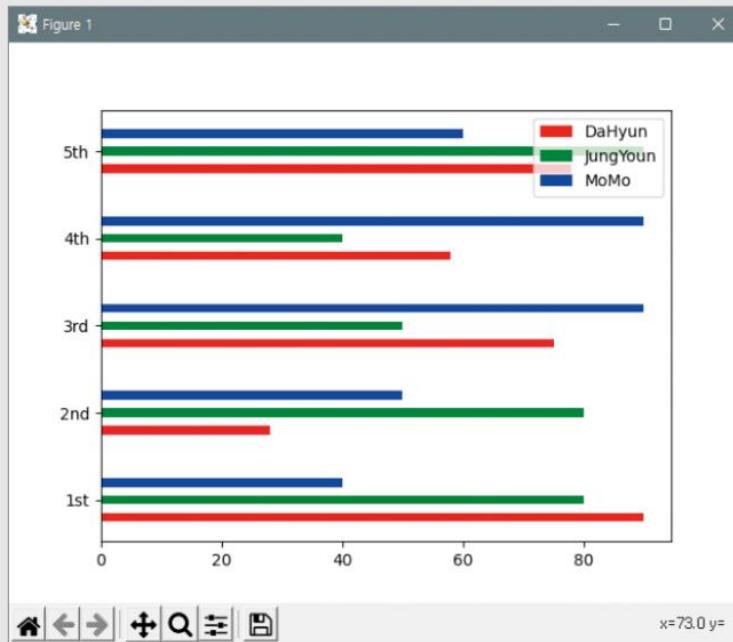 Figure 1
DaHyun
JungYoun
MoMo
5th
4th
3rd
2nd
1st
0 20 40 60 80
x=73.0 y=